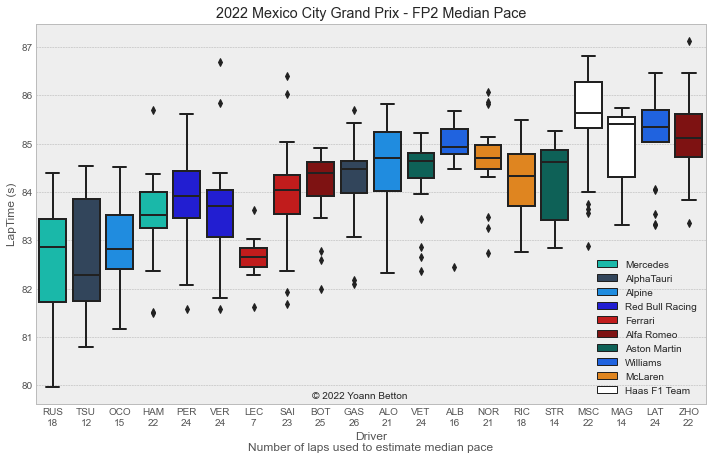 2022 Mexico City Grand Prix - FP2 Median Pace
87
86
85
84
83
82
81
80
LapTime (s)
Mercedes
AlphaTauri
Alpine
Red Bull Racing
Ferrari
Alfa Romeo
Aston Martin
Williams
McLaren
Haas F1 Team
© 2022 Yoann Betton
RUS TSU OCO HAM PER VER LEC SAI BOT GAS ALO VET ALB NOR RIC STR MSC MAG LAT ZHO
18 12 15 22 24 24 7 23 25 26 21 24 16 21 18 14 22 14 24 22
Driver
Number of laps used to estimate median pace